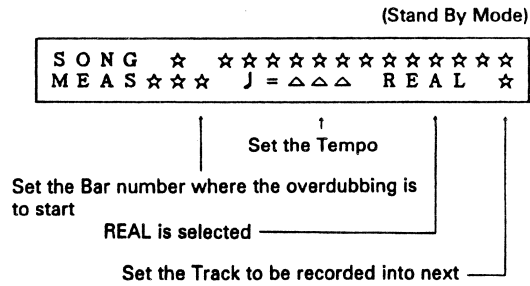 (Stand By Mode)
SONG ☆ ☆☆☆☆☆☆☆☆☆☆☆☆☆
MEAS☆☆☆ ♩=△△△ REAL ☆
Set the Tempo
Set the Bar number where the overdubbing is
to start
REAL is selected
Set the Track to be recorded into next